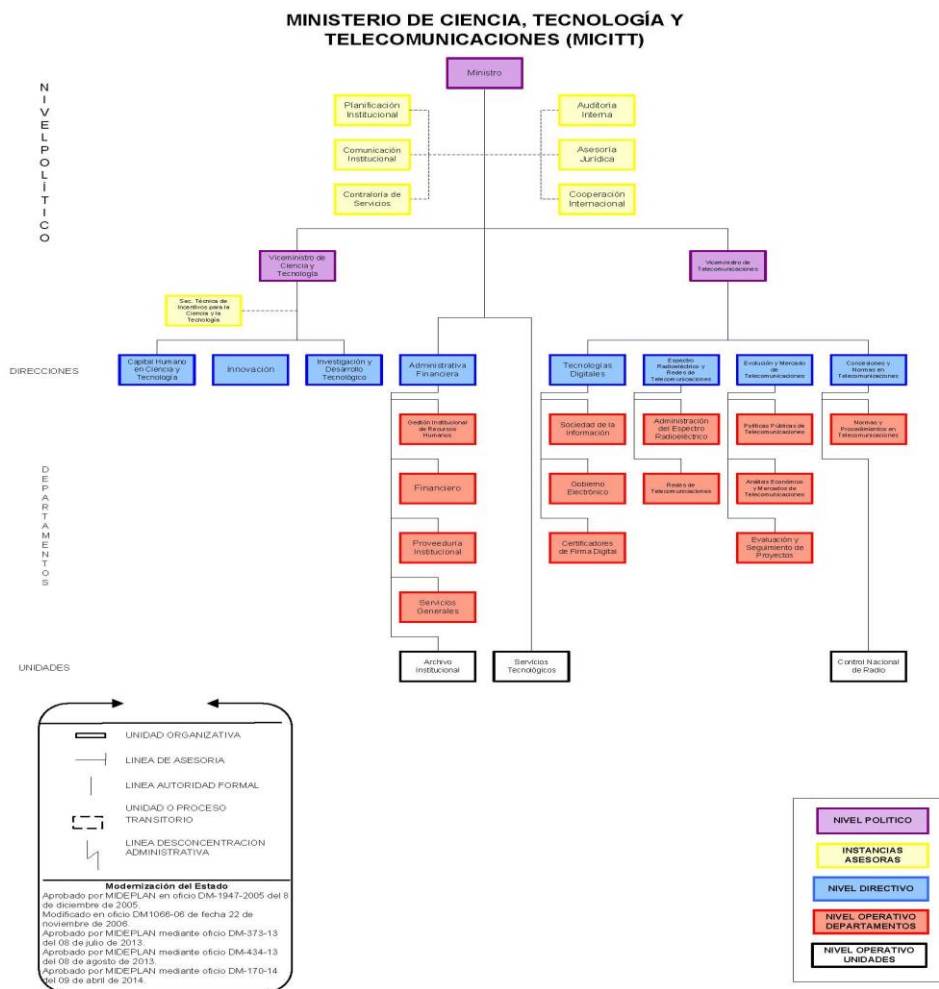 MINISTERIO DE CIENCIA, TECNOLOGÍA Y
TELECOMUNICACIONES (MICITT)
NIVEL POLÍTICO
Ministro
Planificación
Institucional
Auditoria
Interna
Comunicación
Institucional
Asesoría
Jurídica
Contraloría de
Servicios
Cooperación
Internacional
Viceministro de
Ciencia y
Tecnología
Viceministro de
Telecomunicaciones
Sec. Técnica de
Incentivos para la
Ciencia y la
Tecnología
DIRECCIONES
Capital Humano
en Ciencia y
Tecnología
Innovación
Investigación y
Desarrollo
Tecnológico
Administrativa
Financiera
Tecnologías
Digitales
Espectro
Radioeléctrico y
Redes de
Telecomunicaciones
Evolución y Mercado
de
Telecomunicaciones
Concesiones y
Normas en
Telecomunicaciones
DEPARTAMENTOS
Gestión Institucional
de Recursos
Humanos
Sociedad de la
Información
Administración
del Espectro
Radioeléctrico
Políticas Públicas de
Telecomunicaciones
Normas y
Procedimientos en
Telecomunicaciones
Financiero
Gobierno
Electrónico
Redes de
Telecomunicaciones
Análisis Económico
y Mercados de
Telecomunicaciones
Proveeduría
Institucional
Certificadores
de Firma Digital
Evaluación y
Seguimiento de
Proyectos
Servicios
Generales
UNIDADES
Archivo
Institucional
Servicios
Tecnológicos
Control Nacional
de Radio
UNIDAD ORGANIZATIVA
LINEA DE ASESORIA
LINEA AUTORIDAD FORMAL
UNIDAD O PROCESO
TRANSITORIO
LINEA DESCONCENTRACION
ADMINISTRATIVA
Modernización del Estado
Aprobado por MIDEPLAN en oficio DM-1947-2005 del 8
de diciembre de 2005.
Modificado en oficio DM1066-06 de fecha 22 de
noviembre de 2006.
Aprobado por MIDEPLAN mediante oficio DM-373-13
del 08 de julio de 2013.
Aprobado por MIDEPLAN mediante oficio DM-434-13
del 08 de agosto de 2013.
Aprobado por MIDEPLAN mediante oficio DM-170-14
del 09 de abril de 2014.
NIVEL POLITICO
INSTANCIAS
ASESORAS
NIVEL DIRECTIVO
NIVEL OPERATIVO
DEPARTAMENTOS
NIVEL OPERATIVO
UNIDADES